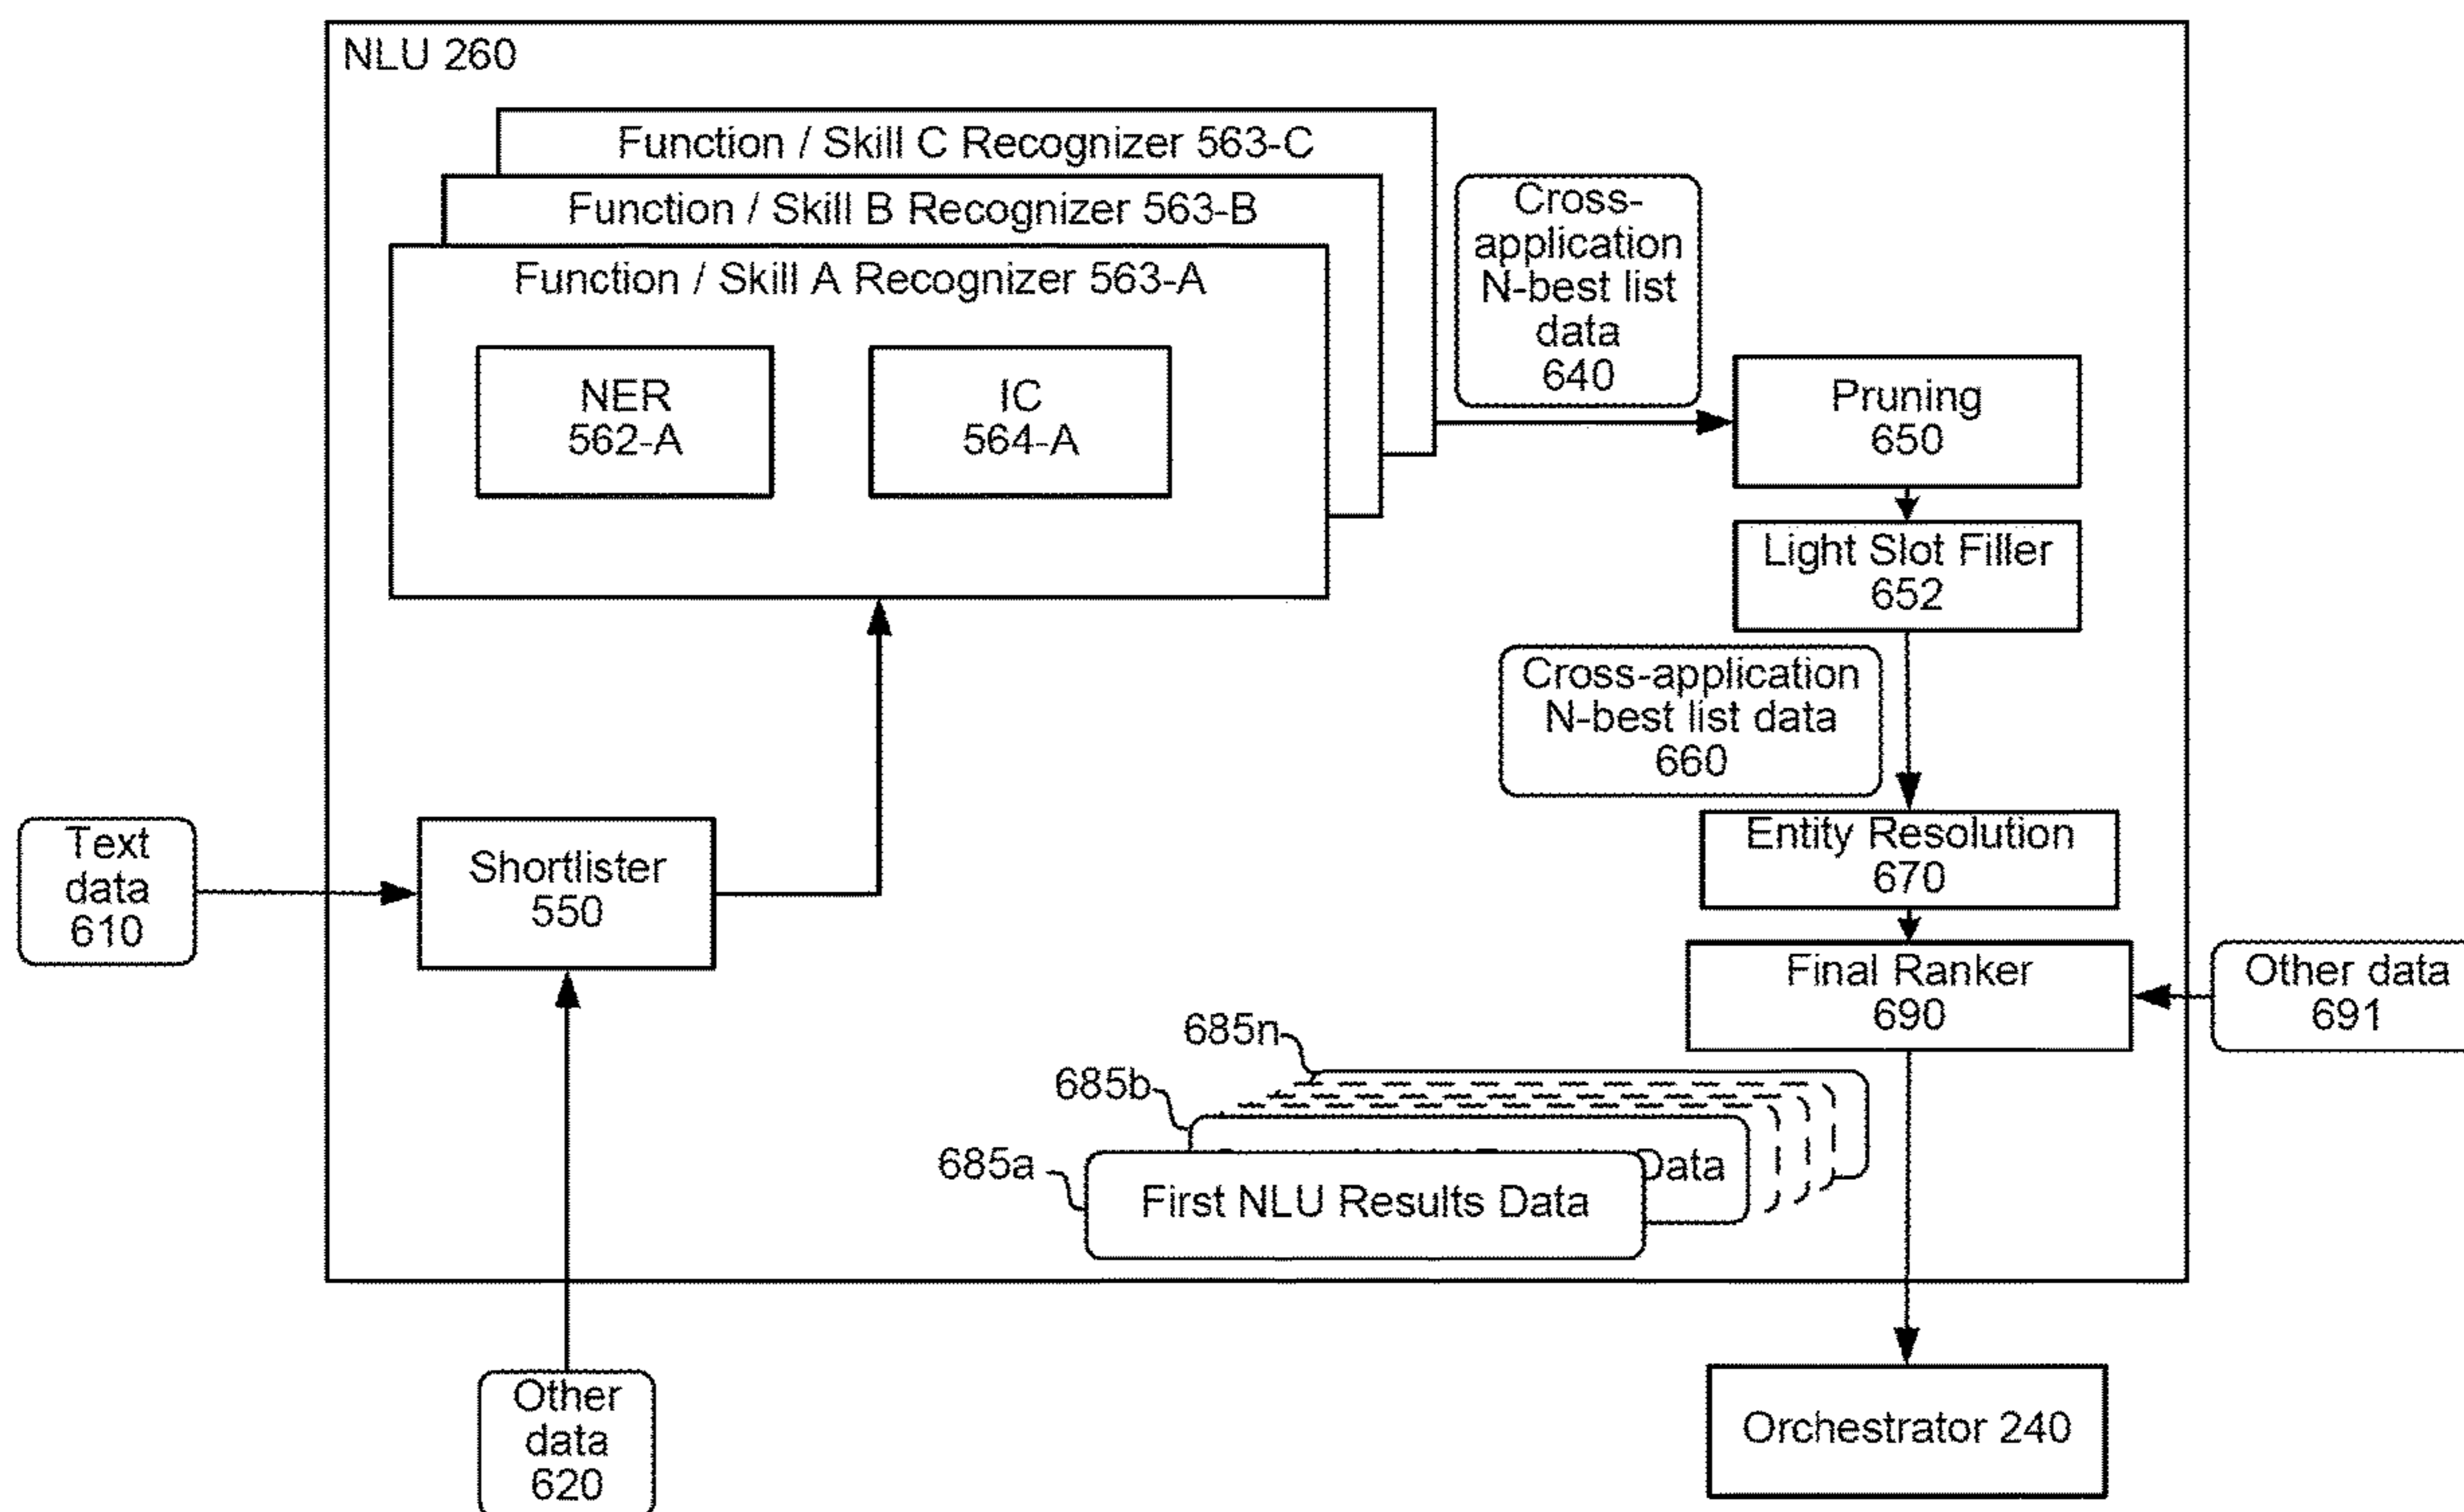 NLU 260
Function / Skill C Recognizer 563-C
Function / Skill B Recognizer 563-B
Function / Skill A Recognizer 563-A
NER
562-A
IC
564-A
Cross-
application
N-best list
data
640
Pruning
650
Light Slot Filler
652
Cross-application
N-best list data
660
Text
data
610
Shortlister
550
Entity Resolution
670
Final Ranker
690
Other data
691
685n
685b
685a
Data
First NLU Results Data
Other
data
620
Orchestrator 240